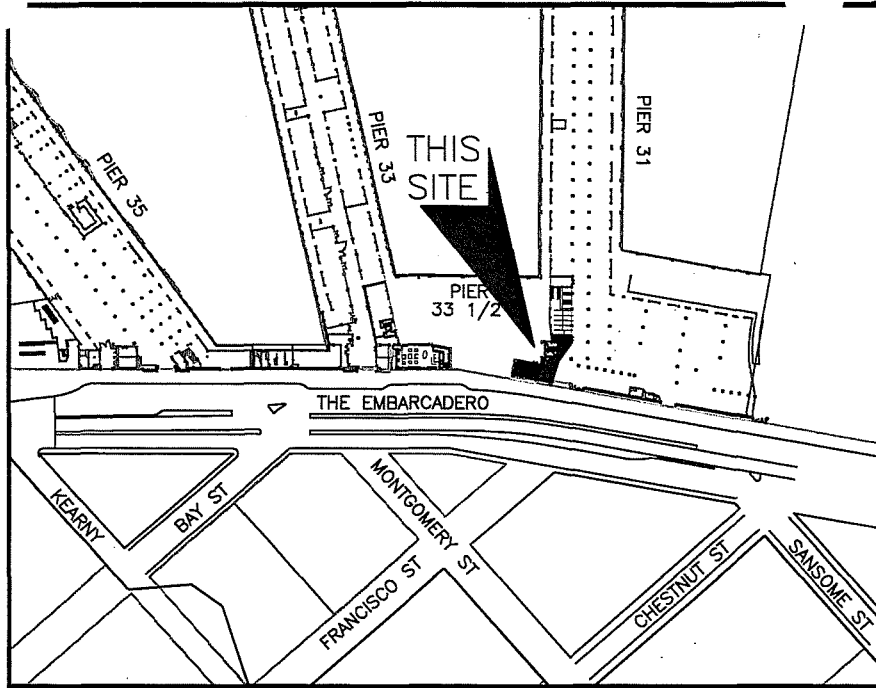 PIER 35
PIER 33
THIS
SITE
PIER
33 1/2
PIER 31
THE EMBARCADERO
KEARNY
BAY ST
MONTGOMERY ST
FRANCISCO ST
CHESTNUT ST
SANSOME ST